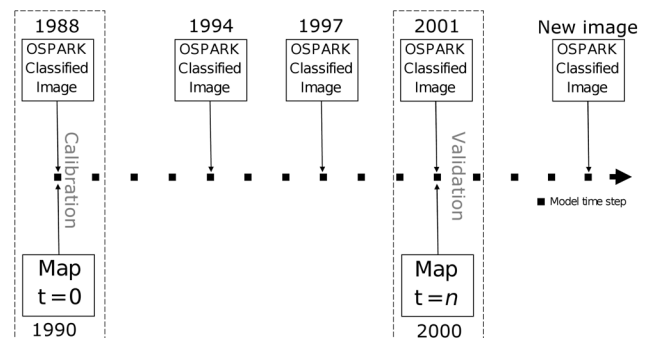 1988
OSPARK
Classified
Image
1994
OSPARK
Classified
Image
1997
OSPARK
Classified
Image
2001
OSPARK
Classified
Image
New image
OSPARK
Classified
Image
Calibration
Validation
Model time step
Map
t=0
1990
Map
t=n
2000